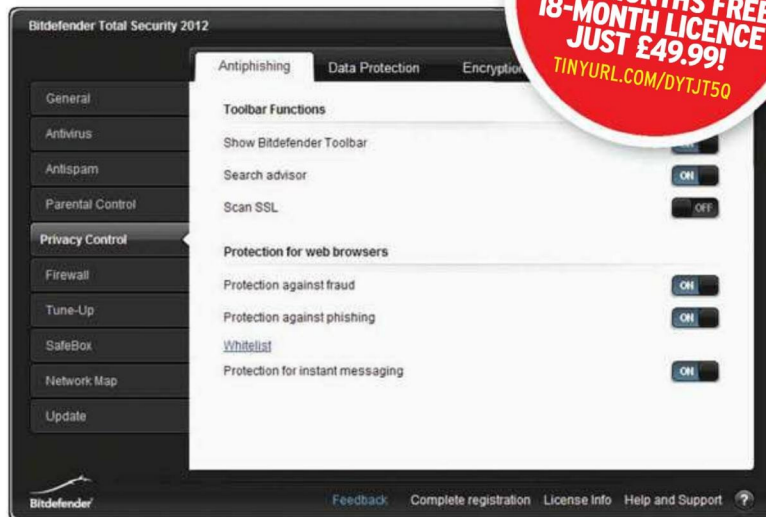 Bitdefender Total Security 2012
MONTHS FREE
18-MONTH LICENCE
JUST £49.99!
TINYURL.COM/DYTJT5Q
Antiphishing Data Protection Encryption
General
Antivirus
Antispam
Parental Control
Privacy Control
Firewall
Tune-Up
SafeBox
Network Map
Update
Toolbar Functions
Show Bitdefender Toolbar
Search advisor ON
Scan SSL OFF
Protection for web browsers
Protection against fraud ON
Protection against phishing ON
Whitelist
Protection for instant messaging ON
Bitdefender
Feedback Complete registration License Info Help and Support ?